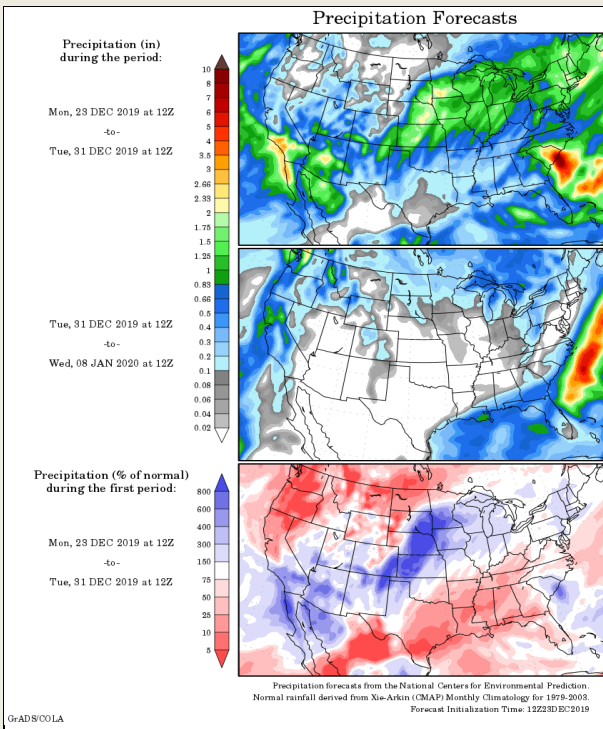 Precipitation Forecasts
Precipitation (in)
during the period:
Mon, 23 DEC 2019 at 12Z
-to-
Tue, 31 DEC 2019 at 12Z
10
8
7
6
5
4
3.5
3
2.66
2.33
2
1.75
1.5
1.25
1
0.83
0.66
0.5
0.4
0.3
0.2
0.1
0.08
0.06
0.04
0.02
Tue, 31 DEC 2019 at 12Z
-to-
Wed, 08 JAN 2020 at 12Z
Precipitation (% of normal)
during the first period:
Mon, 23 DEC 2019 at 12Z
-to-
Tue, 31 DEC 2019 at 12Z
800
600
400
300
150
75
50
25
10
5
Precipitation forecasts from the National Centers for Environmental Prediction.
Normal rainfall derived from Xie-Arkin (CMAP) Monthly Climatology for 1979-2003.
Forecast Initialization Time: 12Z23DEC2019
GrADS/COLA